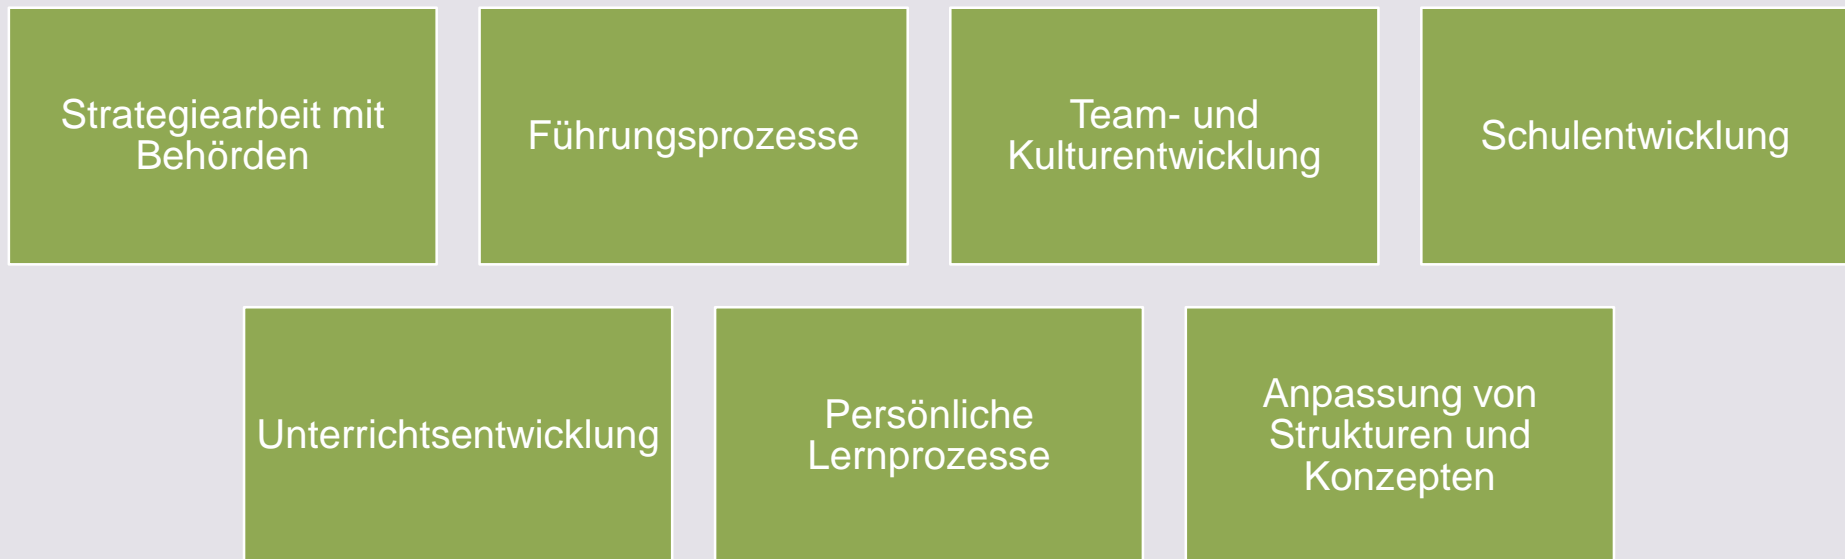 Strategiearbeit mit
Behörden
Führungsprozesse
Team- und
Kulturentwicklung
Schulentwicklung
Unterrichtsentwicklung
Persönliche
Lernprozesse
Anpassung von
Strukturen und
Konzepten